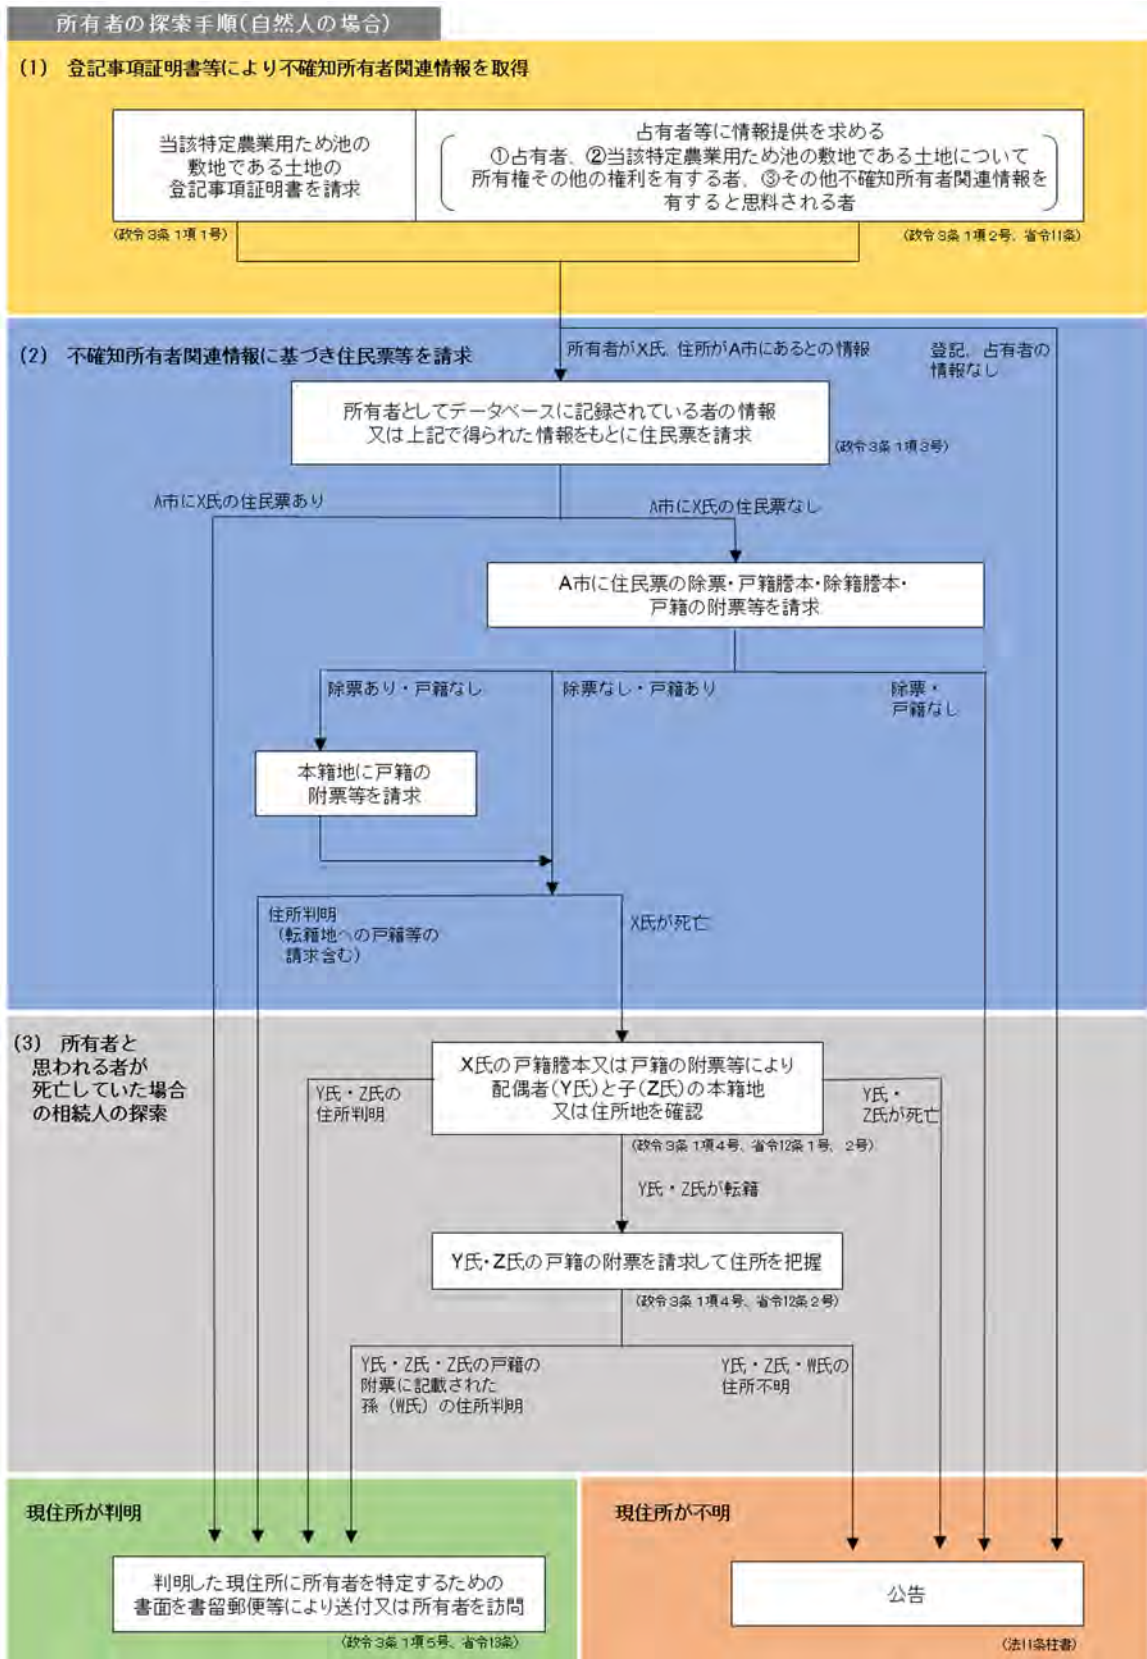 所有者の探索手順(自然人の場合)
(1) 登記事項証明書等により不確知所有者関連情報を取得
当該特定農業用ため池の
敷地である土地の
登記事項証明書を請求
(政令3条1項1号)
占有者等に情報提供を求める
①占有者、②当該特定農業用ため池の敷地である土地について
所有権その他の権利を有する者、③その他不確知所有者関連情報を
有すると思料される者
(政令3条1項2号、省令11条)
(2) 不確知所有者関連情報に基づき住民票等を請求
所有者がX氏、住所がA市にあるとの情報
登記、占有者の
情報なし
所有者としてデータベースに記録されている者の情報
又は上記で得られた情報をもとに住民票を請求
(政令3条1項3号)
A市にX氏の住民票あり
A市にX氏の住民票なし
A市に住民票の除票・戸籍謄本・除籍謄本・
戸籍の附票等を請求
除票あり・戸籍なし
除票なし・戸籍あり
除票・
戸籍なし
本籍地に戸籍の
附票等を請求
住所判明
(転籍地への戸籍等の
請求含む)
X氏が死亡
(3) 所有者と
思われる者が
死亡していた場合
の相続人の探索
X氏の戸籍謄本又は戸籍の附票等により
配偶者(Y氏)と子(Z氏)の本籍地
又は住所地を確認
(政令3条1項4号、省令12条1号、2号)
Y氏・Z氏の
住所判明
Y氏・
Z氏が死亡
Y氏・Z氏が転籍
Y氏・Z氏の戸籍の附票を請求して住所を把握
(政令3条1項4号、省令12条2号)
Y氏・Z氏・Z氏の戸籍の
附票に記載された
孫(W氏)の住所判明
Y氏・Z氏・W氏の
住所不明
現住所が判明
判明した現住所に所有者を特定するための
書面を書留郵便等により送付又は所有者を訪問
(政令3条1項5号、省令13条)
現住所が不明
公告
(法11条柱書)